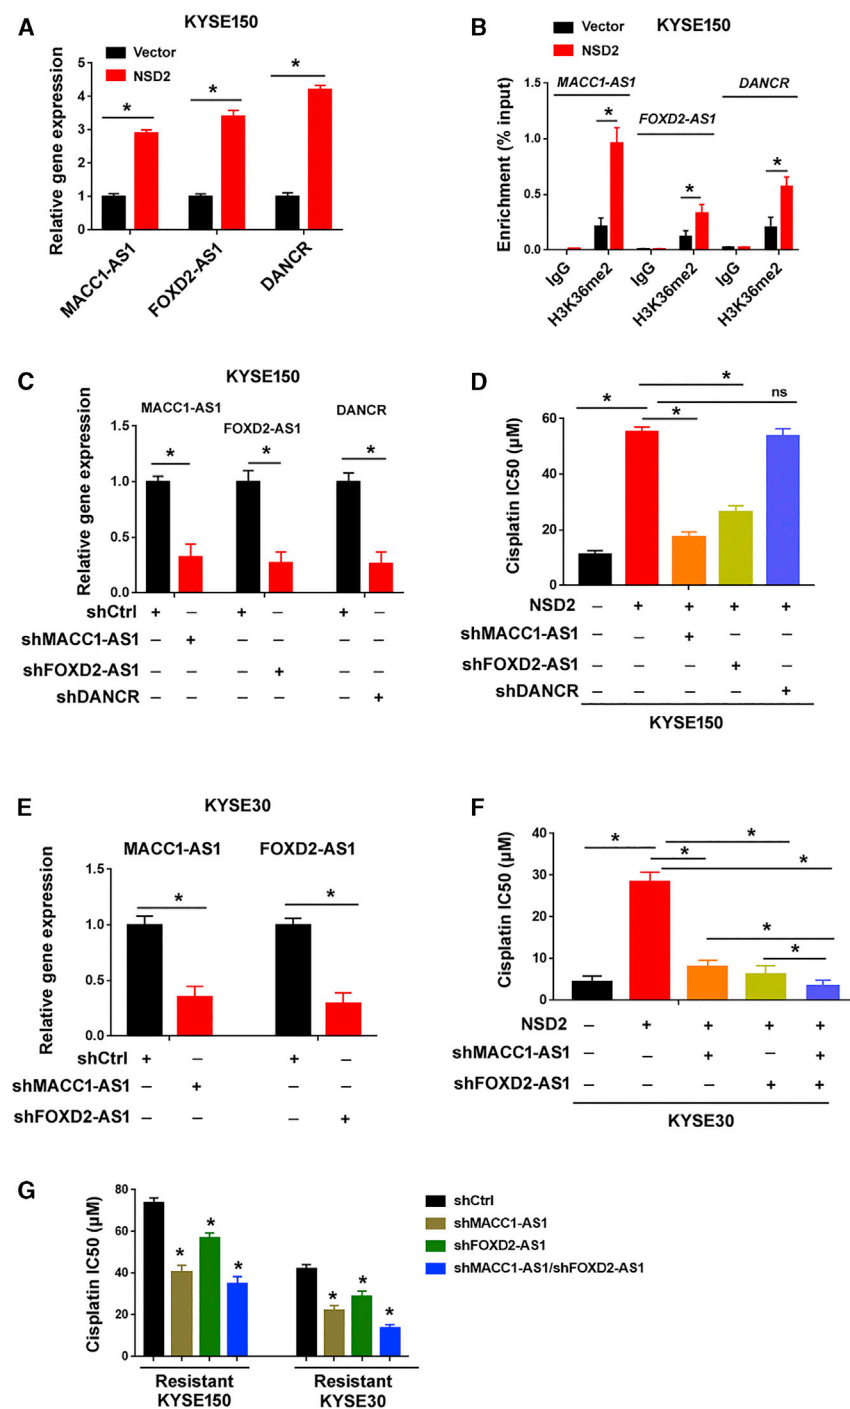 A
KYSE150
Vector
NSD2
Relative gene expression
5
4
3
2
1
0
*
*
*
MACC1-AS1
FOXD2-AS1
DANCR
B
Vector
NSD2
KYSE150
Enrichment (% input)
1.5
1.0
0.5
0.0
MACC1-AS1
FOXD2-AS1
DANCR
*
*
*
IgG
H3K36me2
IgG
H3K36me2
IgG
H3K36me2
C
KYSE150
Relative gene expression
1.5
1.0
0.5
0.0
MACC1-AS1
FOXD2-AS1
DANCR
*
*
*
shCtrl + − + − + −
shMACC1-AS1 − + − − − −
shFOXD2-AS1 − − − + − −
shDANCR − − − − − +
D
Cisplatin IC50 (µM)
60
40
20
0
*
*
*
ns
NSD2 − + + + +
shMACC1-AS1 − − + − −
shFOXD2-AS1 − − − + −
shDANCR − − − − +
KYSE150
E
KYSE30
Relative gene expression
1.5
1.0
0.5
0.0
MACC1-AS1
FOXD2-AS1
*
*
shCtrl + − + −
shMACC1-AS1 − + − −
shFOXD2-AS1 − − − +
F
Cisplatin IC50 (µM)
40
30
20
10
0
*
*
*
*
*
*
NSD2 − + + + +
shMACC1-AS1 − − + − +
shFOXD2-AS1 − − − + +
KYSE30
G
Cisplatin IC50 (µM)
80
60
40
20
0
*
*
*
*
*
*
Resistant
KYSE150
Resistant
KYSE30
shCtrl
shMACC1-AS1
shFOXD2-AS1
shMACC1-AS1/shFOXD2-AS1